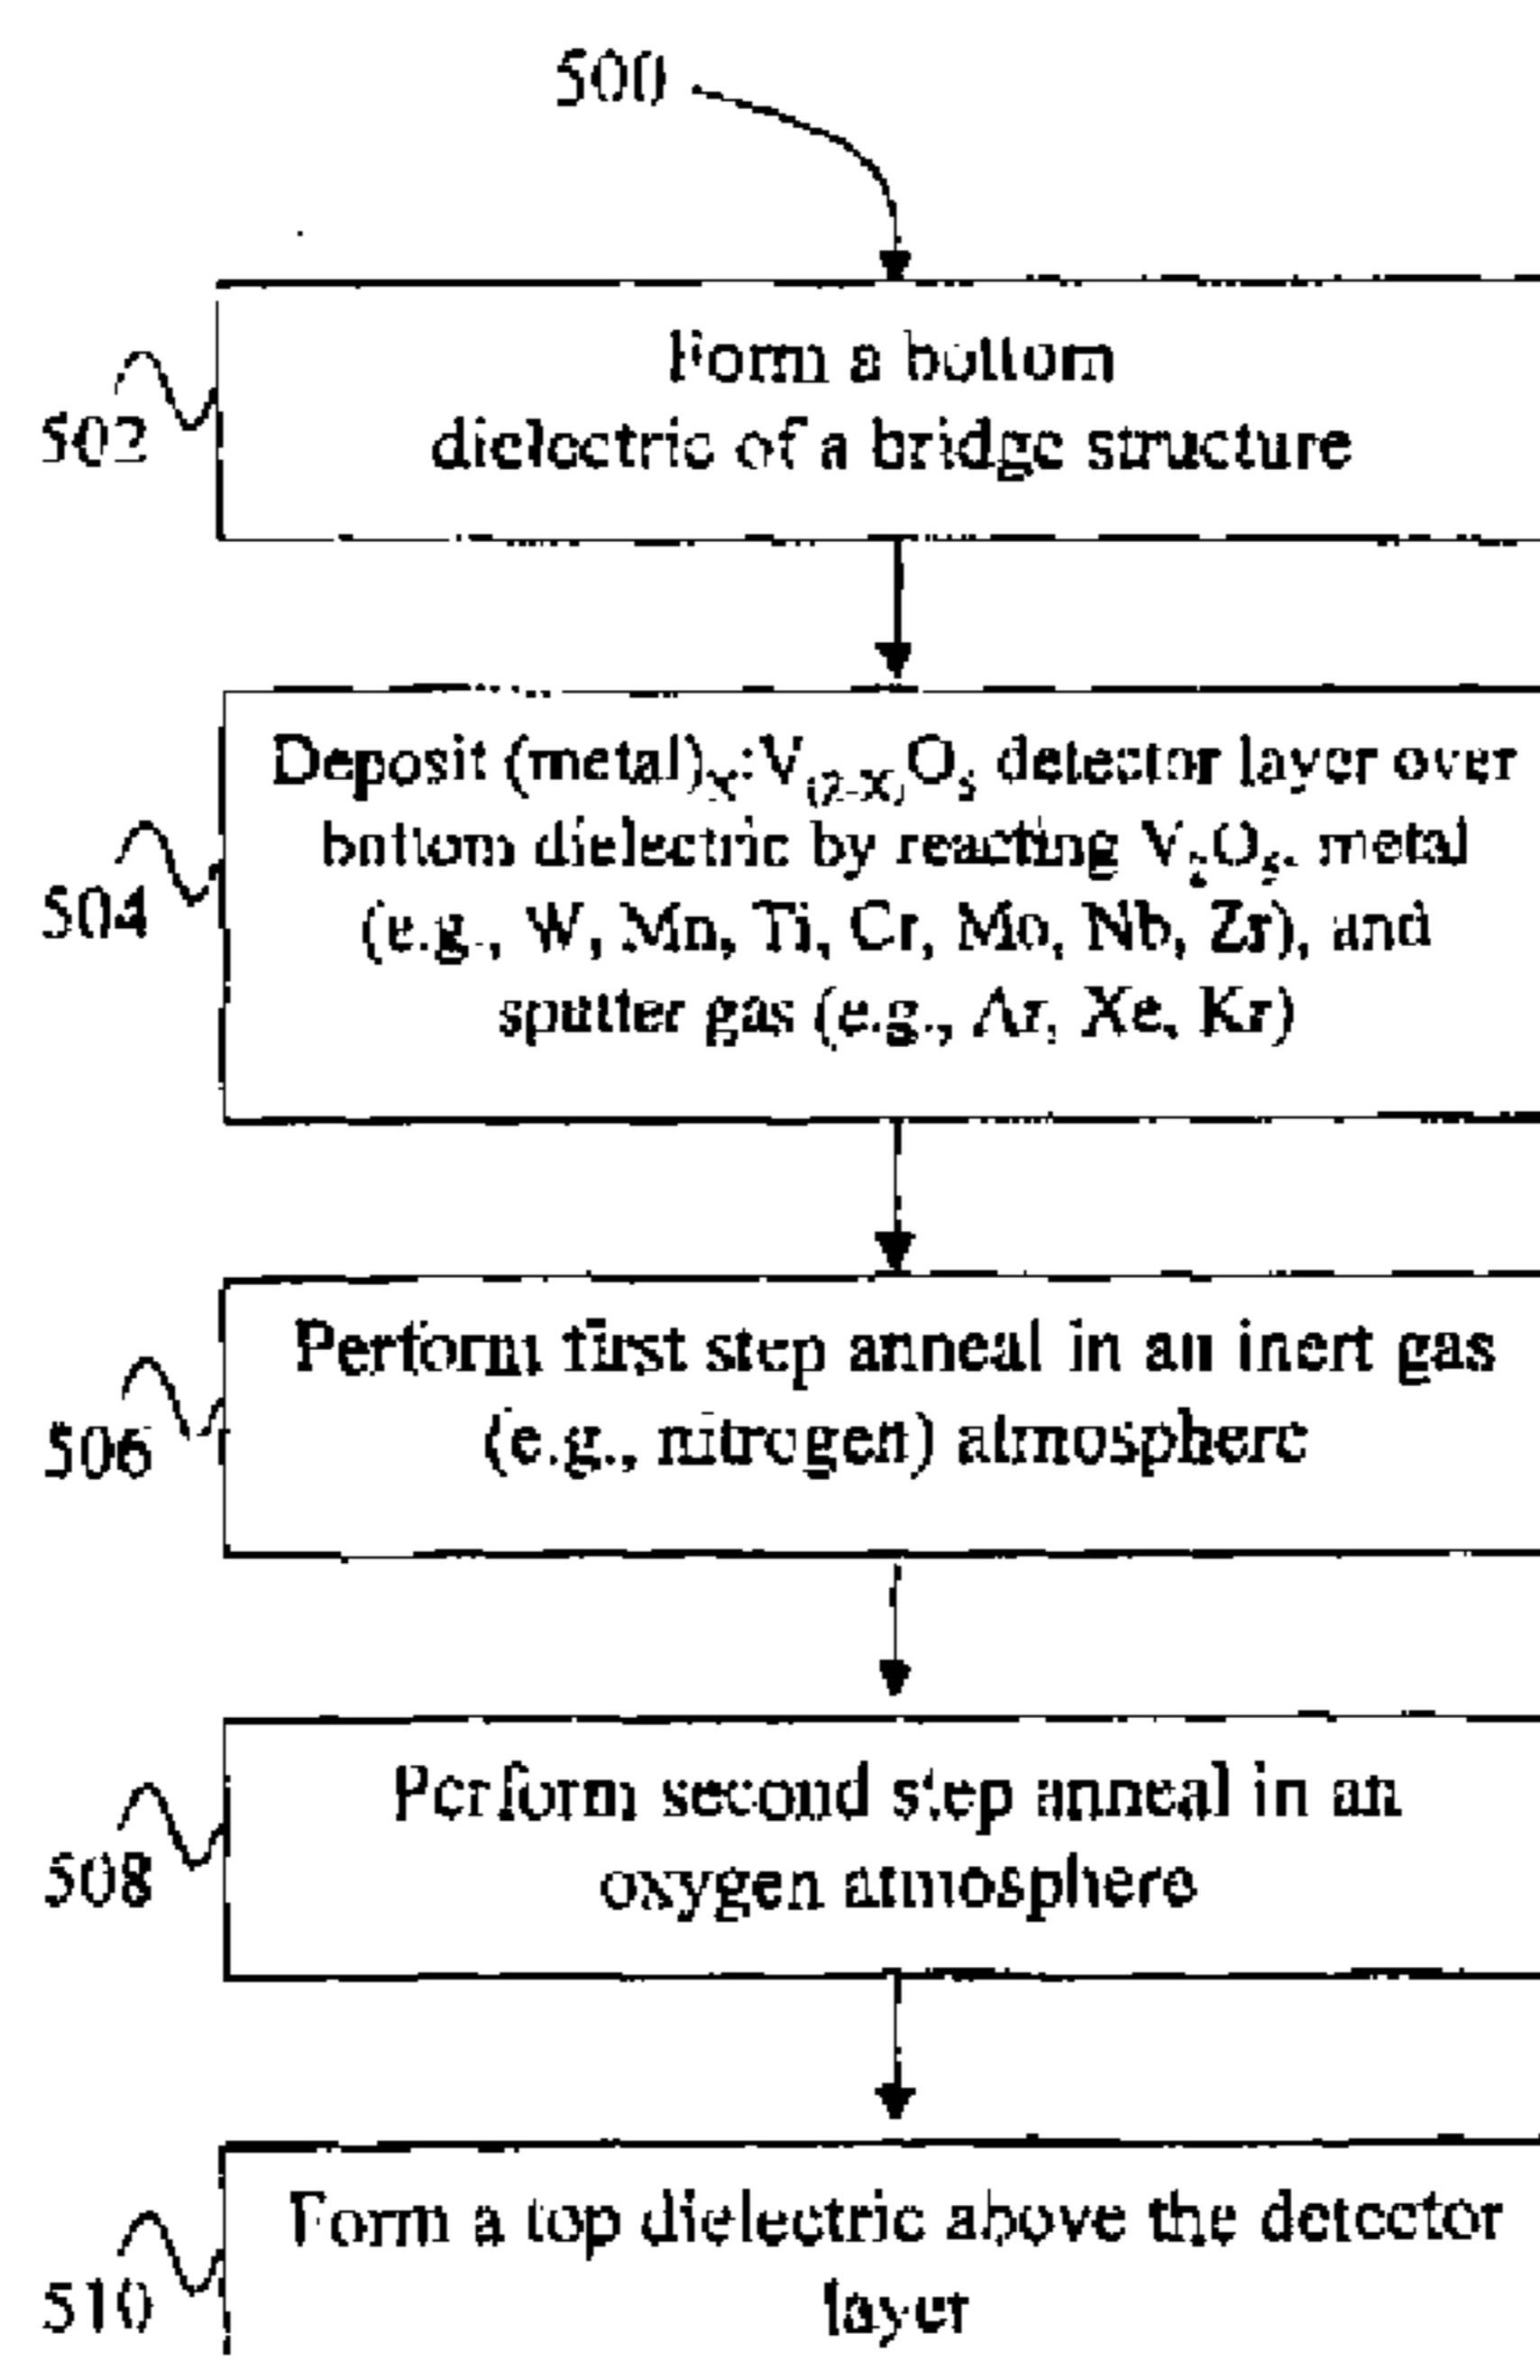 500
502
Form a bottom
dielectric of a bridge structure
504
Deposit (metal)ₓ:V₍₂₋ₓ₎O₅ detector layer over
bottom dielectric by reacting V₂O₅, metal
(e.g., W, Mn, Ti, Cr, Mo, Nb, Zr), and
sputter gas (e.g., Ar, Xe, Kr)
506
Perform first step anneal in an inert gas
(e.g., nitrogen) atmosphere
508
Perform second step anneal in an
oxygen atmosphere
510
Form a top dielectric above the detector
layer